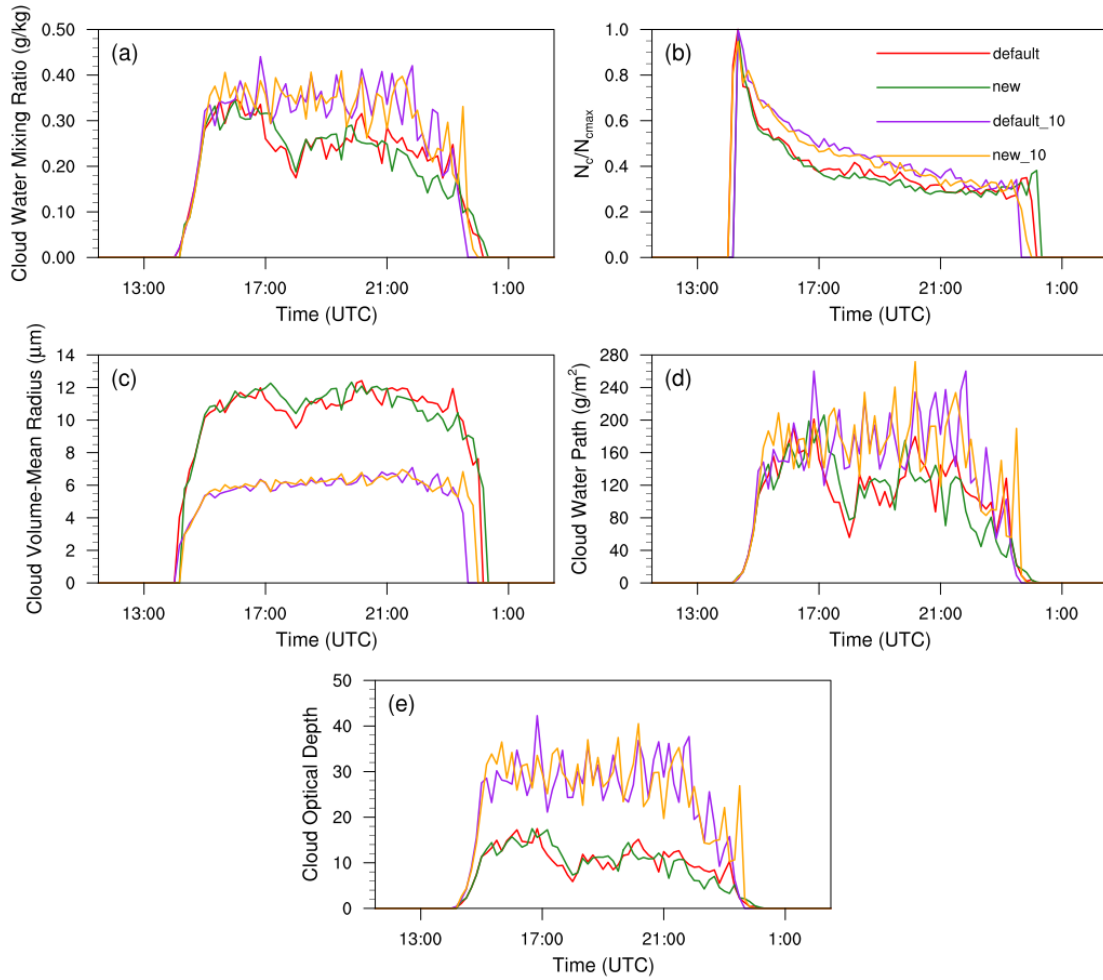 (a)
Cloud Water Mixing Ratio (g/kg)
0.50
0.40
0.30
0.20
0.10
0.00
13:00 17:00 21:00 1:00
Time (UTC)
(b)
N_c/N_cmax
1.0
0.8
0.6
0.4
0.2
0.0
default
new
default_10
new_10
13:00 17:00 21:00 1:00
Time (UTC)
(c)
Cloud Volume-Mean Radius (μm)
14
12
10
8
6
4
2
0
13:00 17:00 21:00 1:00
Time (UTC)
(d)
Cloud Water Path (g/m²)
280
240
200
160
120
80
40
0
13:00 17:00 21:00 1:00
Time (UTC)
(e)
Cloud Optical Depth
50
40
30
20
10
0
13:00 17:00 21:00 1:00
Time (UTC)